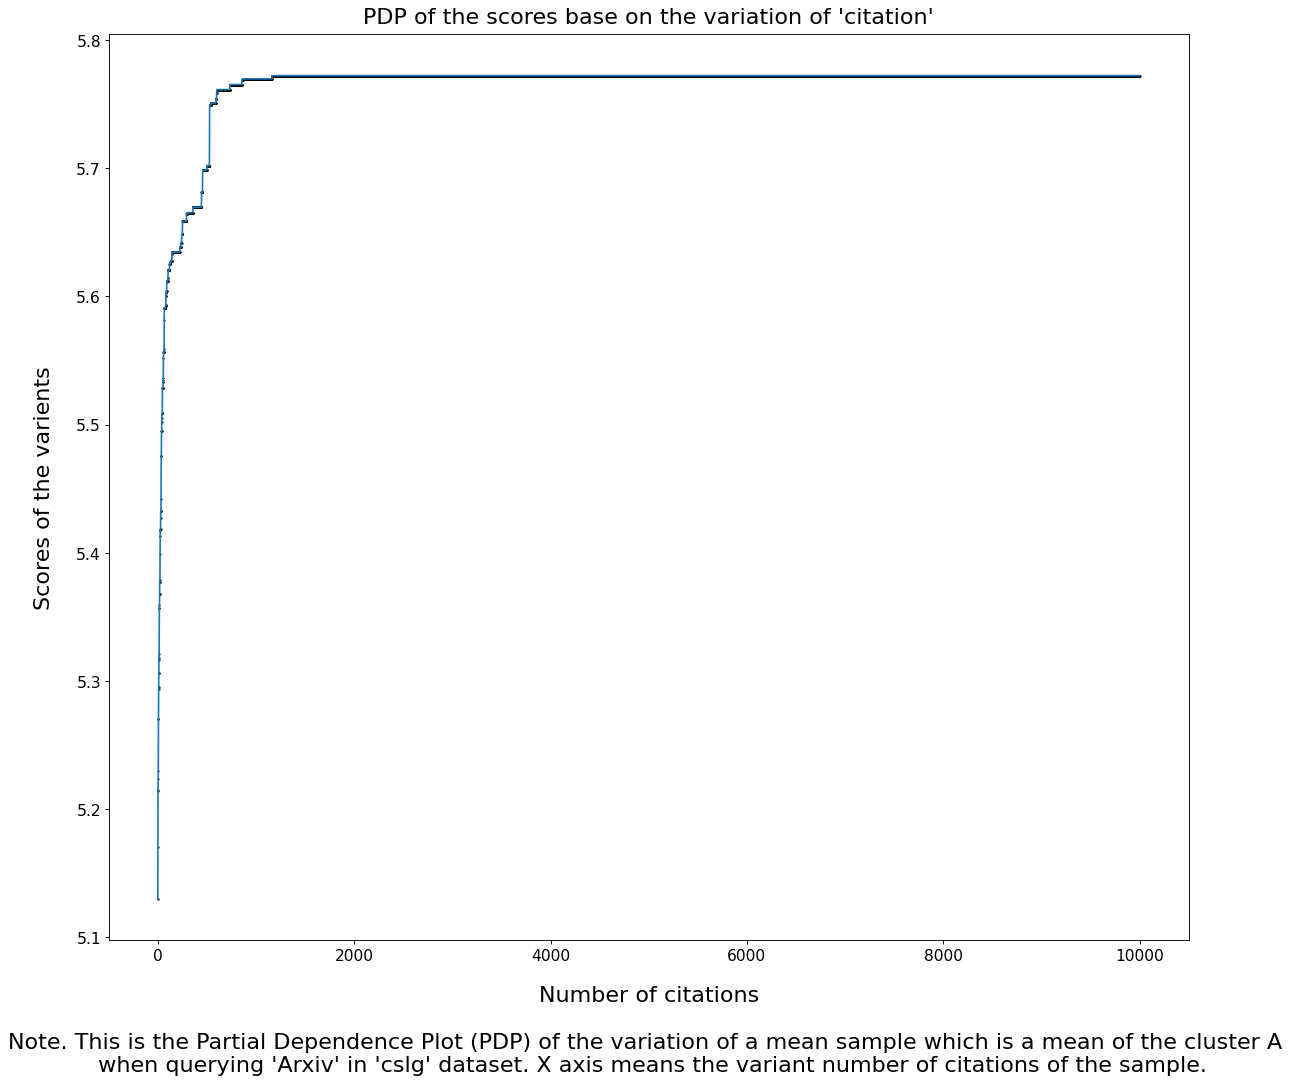 PDP of the scores base on the variation of 'citation'
5.8
5.7
5.6
5.5
5.4
5.3
5.2
5.1
Scores of the varients
0 2000 4000 6000 8000 10000
Number of citations
Note. This is the Partial Dependence Plot (PDP) of the variation of a mean sample which is a mean of the cluster A
when querying 'Arxiv' in 'cslg' dataset. X axis means the variant number of citations of the sample.